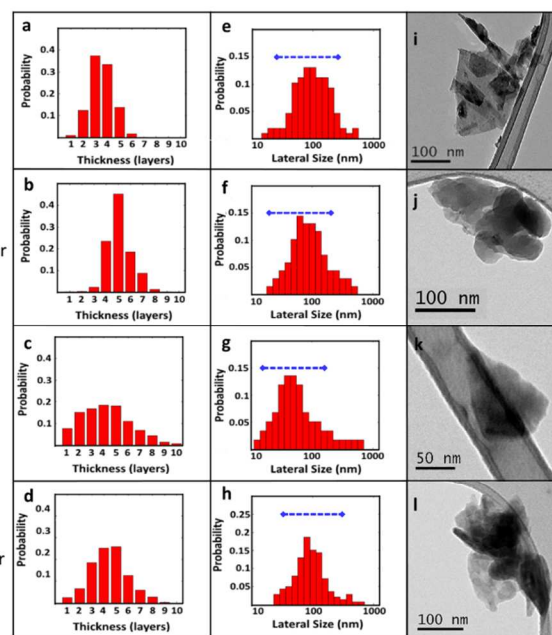 a
0.4
0.3
0.2
0.1
Probability
1 2 3 4 5 6 7 8 9 10
Thickness (layers)
e
0.15
0.1
0.05
Probability
10 100 1000
Lateral Size (nm)
i
100 nm
r
b
0.4
0.3
0.2
0.1
Probability
1 2 3 4 5 6 7 8 9 10
Thickness (layers)
f
0.15
0.1
0.05
Probability
10 100 1000
Lateral Size (nm)
j
100 nm
c
0.4
0.3
0.2
0.1
Probability
1 2 3 4 5 6 7 8 9 10
Thickness (layers)
g
0.15
0.1
0.05
Probability
10 100 1000
Lateral Size (nm)
k
50 nm
r
d
0.4
0.3
0.2
0.1
Probability
1 2 3 4 5 6 7 8 9 10
Thickness (layers)
h
0.25
0.2
0.15
0.1
0.05
Probability
10 100 1000
Lateral Size (nm)
l
100 nm